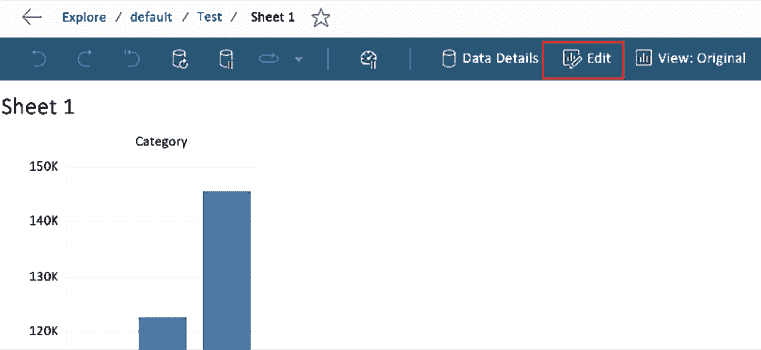 Explore / default / Test / Sheet 1
Data Details Edit View: Original
Sheet 1
Category
150K
140K
130K
120K